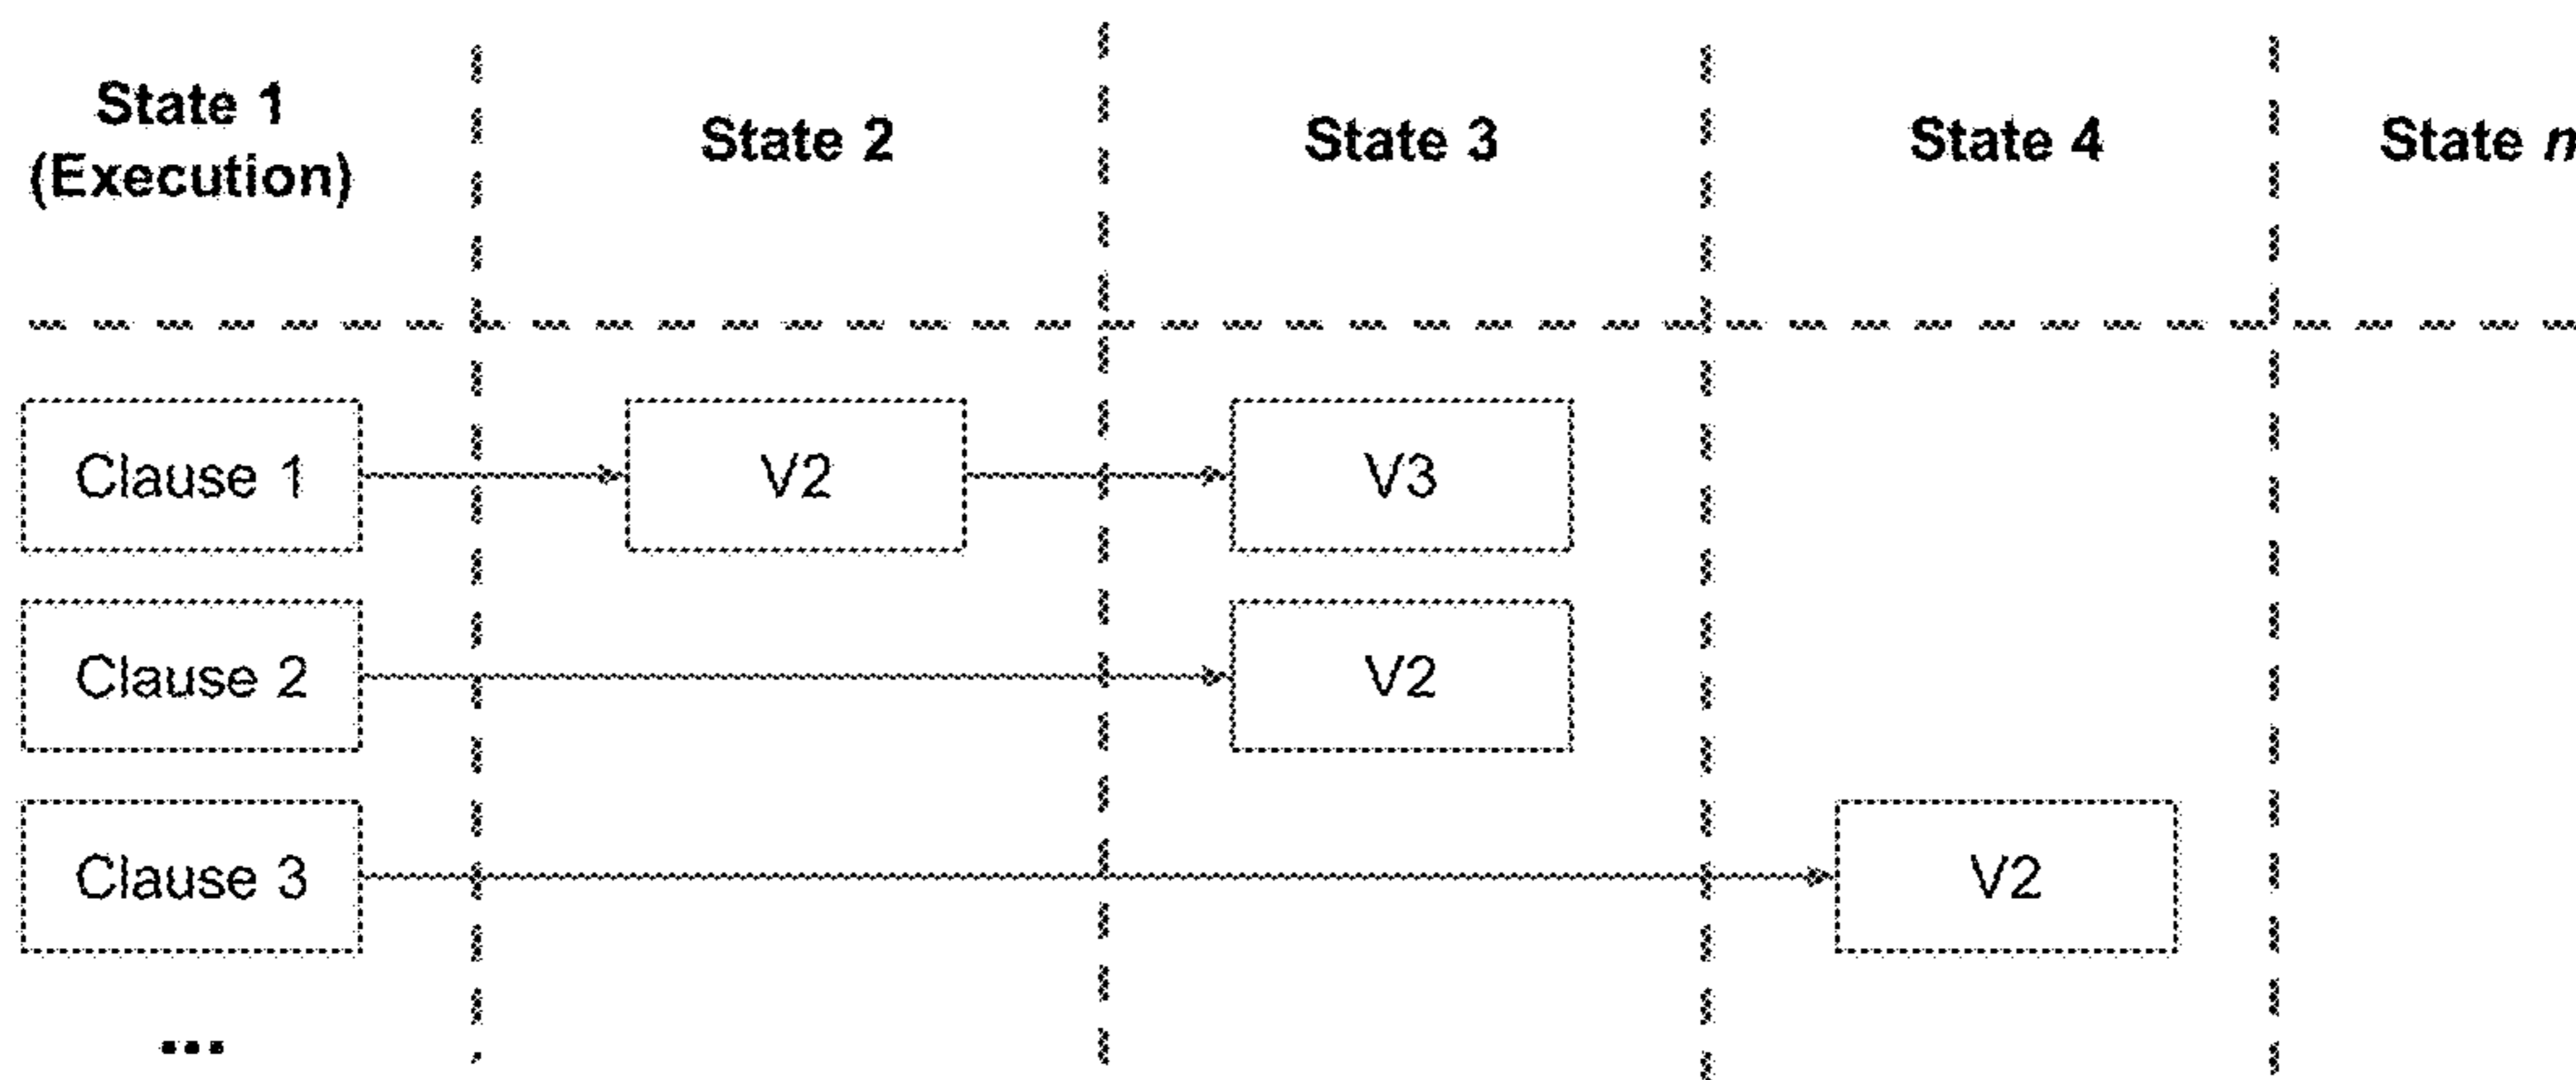 State 1
(Execution)
State 2
State 3
State 4
State n
Clause 1
V2
V3
Clause 2
V2
Clause 3
V2
...